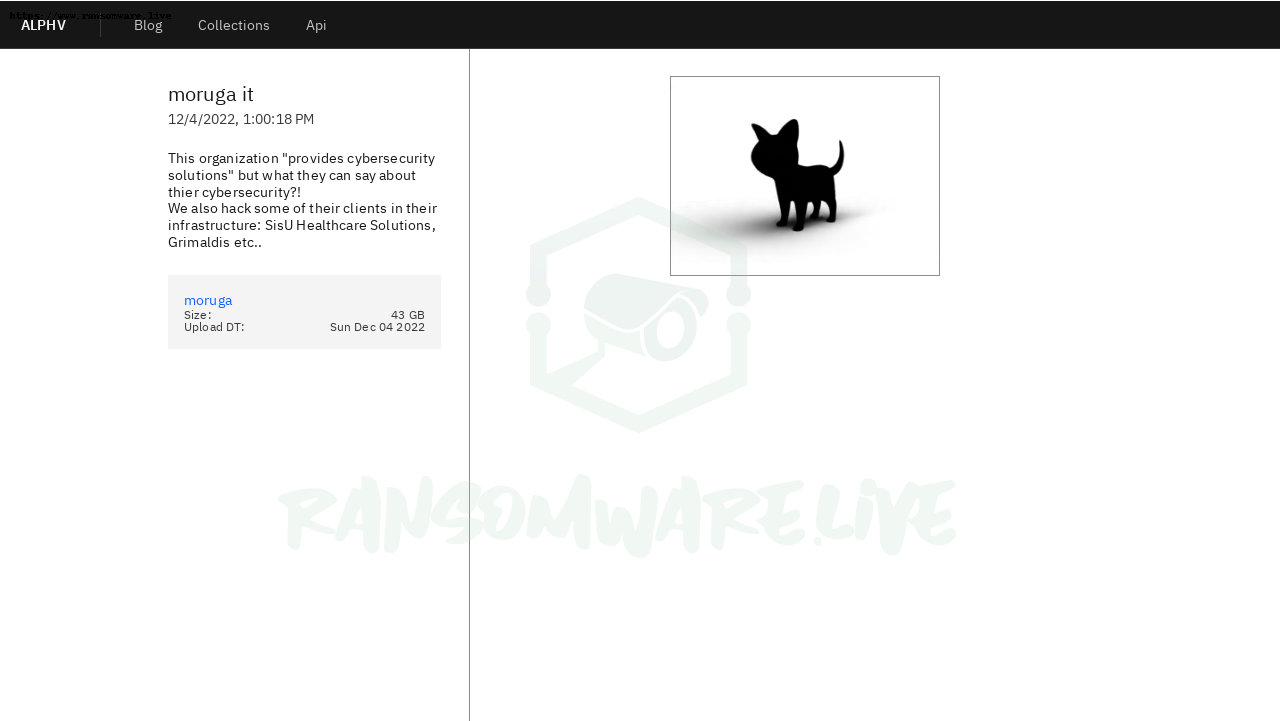 https://www.ransomware.live
ALPHV
Blog
Collections
Api
moruga it
12/4/2022, 1:00:18 PM
This organization "provides cybersecurity
solutions" but what they can say about
thier cybersecurity?!
We also hack some of their clients in their
infrastructure: SisU Healthcare Solutions,
Grimaldis etc..
moruga
Size: 43 GB
Upload DT: Sun Dec 04 2022
RANSOMWARE.LIVE